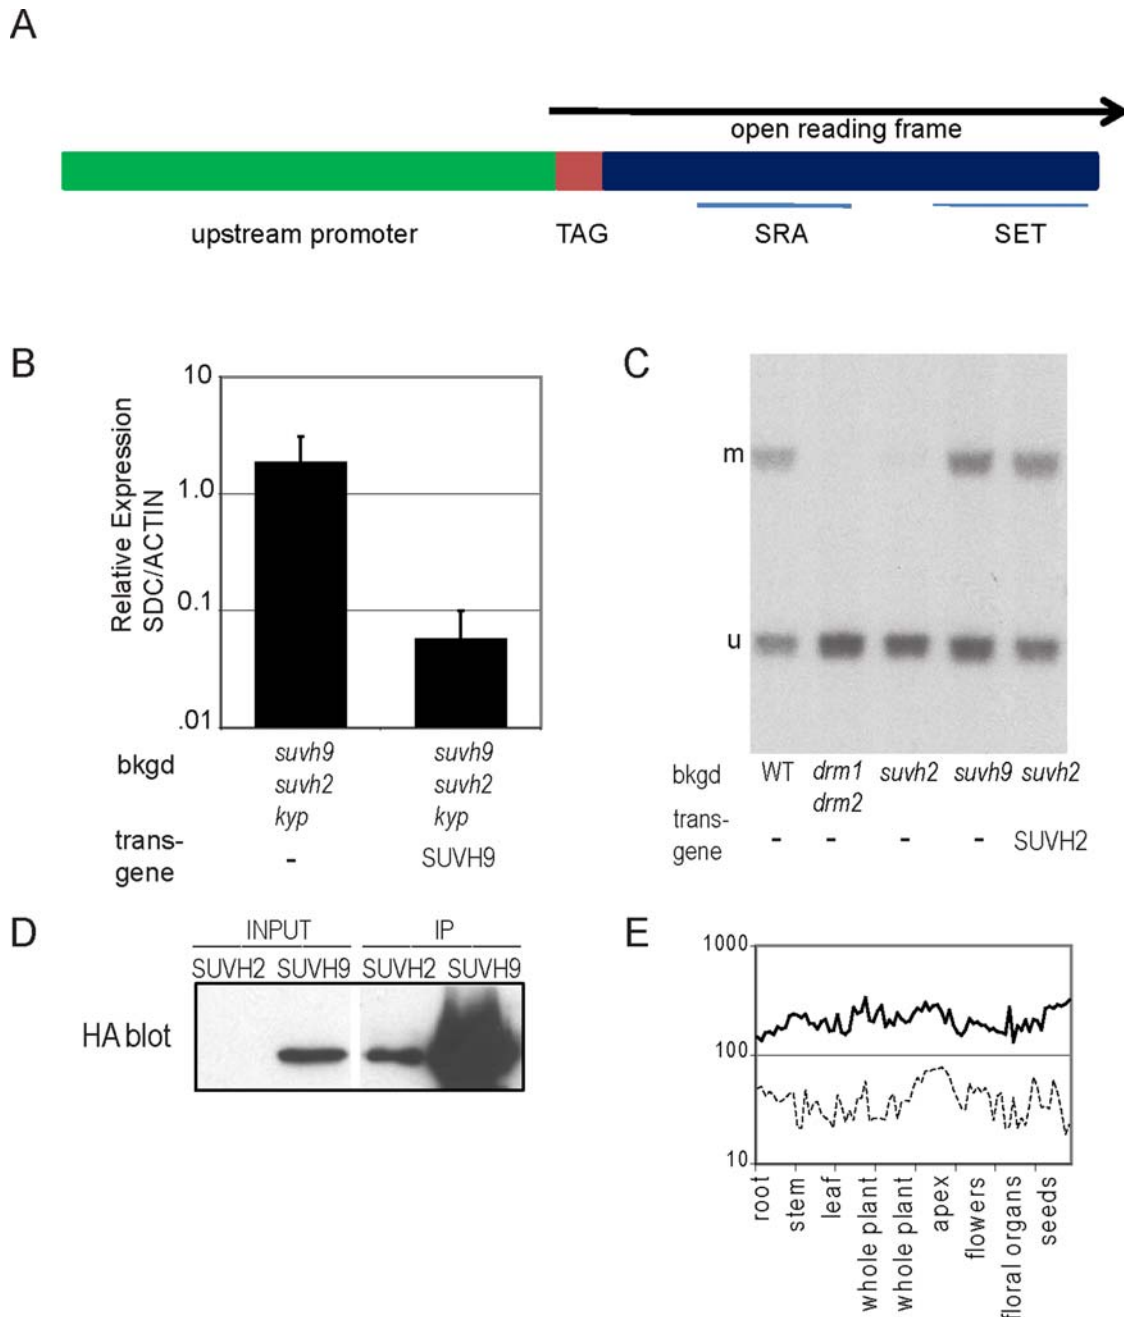 A
open reading frame
upstream promoter TAG SRA SET
B
Relative Expression
SDC/ACTIN
10
1.0
0.1
.01
bkgd
suvh9 suvh9
suvh2 suvh2
kyp kyp
trans-
gene
- SUVH9
C
m
u
bkgd WT drm1 suvh2 suvh9 suvh2
drm2
trans-
gene - - - - SUVH2
D
INPUT IP
SUVH2 SUVH9 SUVH2 SUVH9
HA blot
E
1000
100
10
root
stem
leaf
whole plant
whole plant
apex
flowers
floral organs
seeds